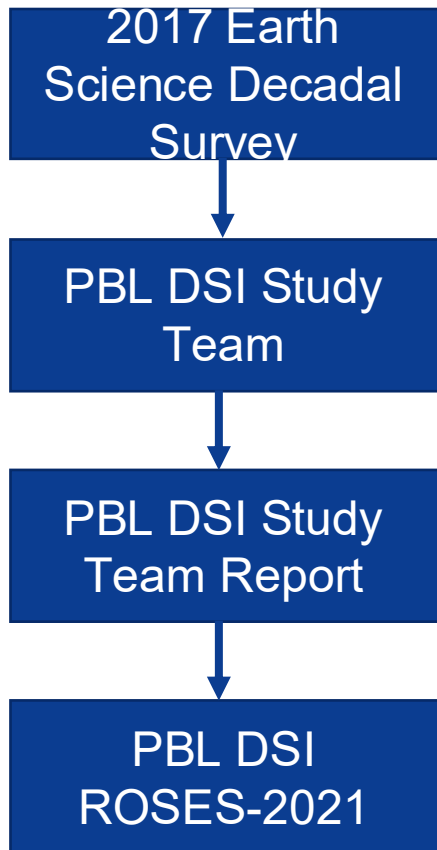 2017 Earth
Science Decadal
Survey
PBL DSI Study
Team
PBL DSI Study
Team Report
PBL DSI
ROSES-2021